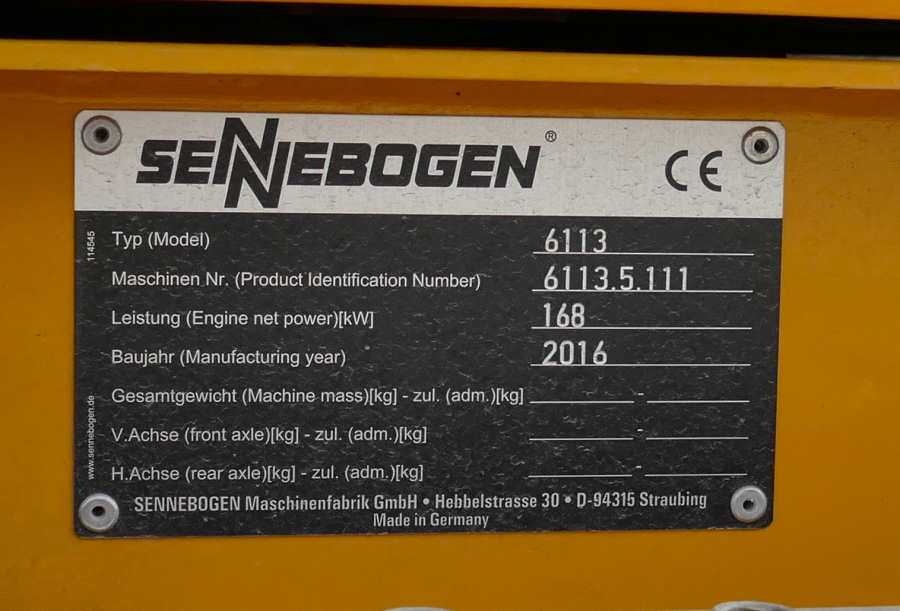 SENNEBOGEN ®
CE
114545
Typ (Model) 6113
Maschinen Nr. (Product Identification Number) 6113.5.111
Leistung (Engine net power)[kW] 168
Baujahr (Manufacturing year) 2016
Gesamtgewicht (Machine mass)[kg] - zul. (adm.)[kg] -
V.Achse (front axle)[kg] - zul. (adm.)[kg] -
H.Achse (rear axle)[kg] - zul. (adm.)[kg] -
www.sennebogen.de
SENNEBOGEN Maschinenfabrik GmbH • Hebbelstrasse 30 • D-94315 Straubing
Made in Germany